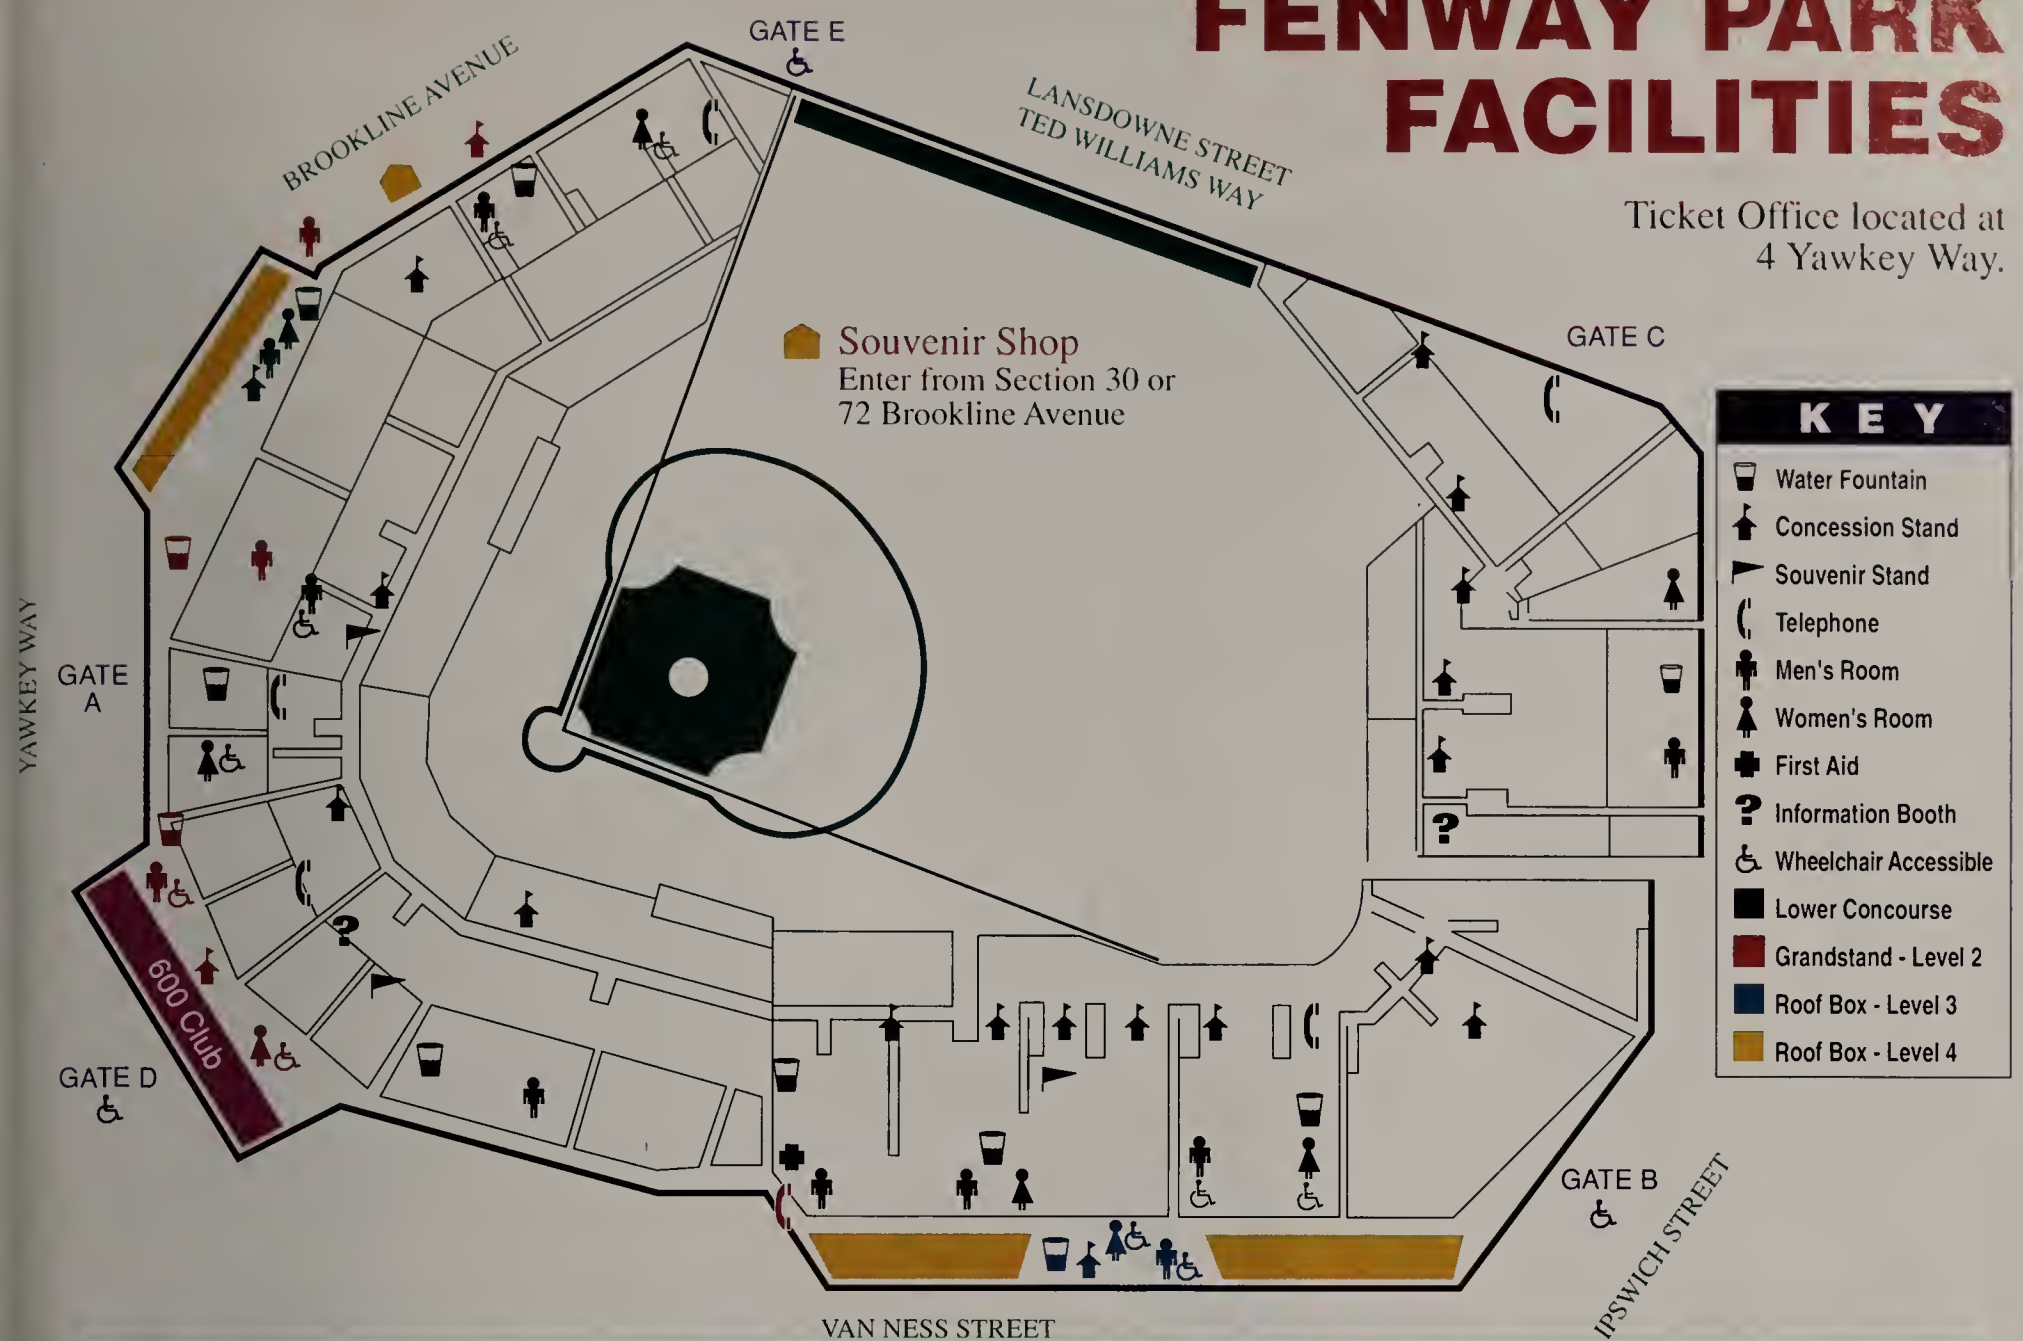 FENWAY PARK
FACILITIES
Ticket Office located at
4 Yawkey Way.
GATE E
BROOKLINE AVENUE
LANSDOWNE STREET
TED WILLIAMS WAY
GATE C
Souvenir Shop
Enter from Section 30 or
72 Brookline Avenue
KEY
Water Fountain
Concession Stand
Souvenir Stand
Telephone
Men's Room
Women's Room
First Aid
? Information Booth
Wheelchair Accessible
Lower Concourse
Grandstand - Level 2
Roof Box - Level 3
Roof Box - Level 4
YAWKEY WAY
GATE
A
?
?
600 Club
GATE D
GATE B
IPSWICH STREET
VAN NESS STREET